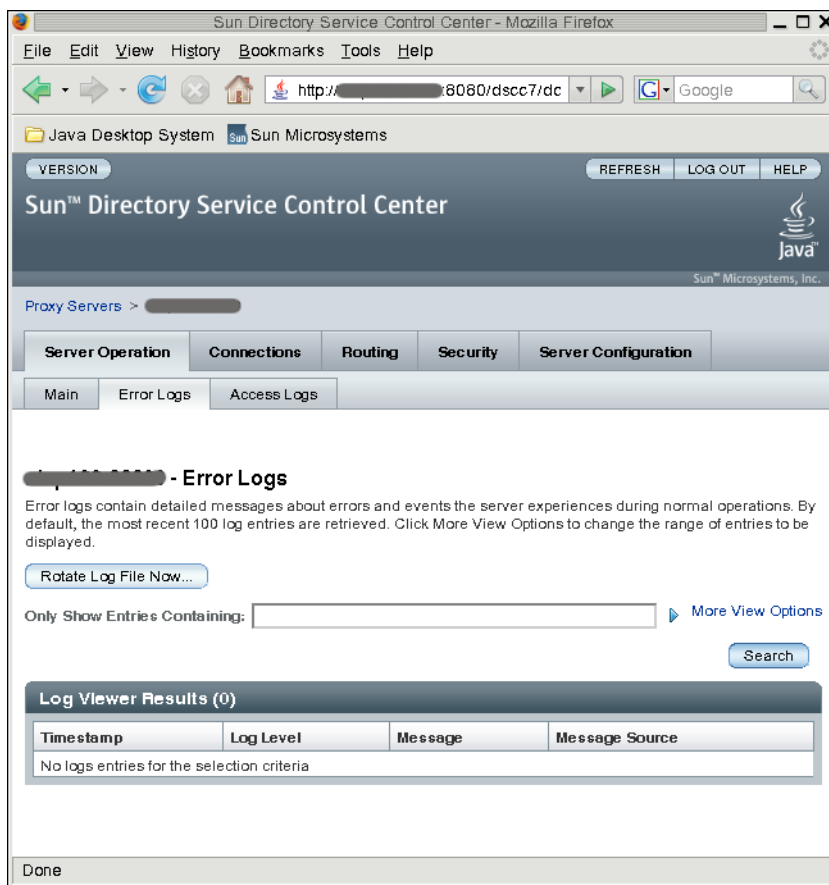 Sun Directory Service Control Center - Mozilla Firefox
File Edit View History Bookmarks Tools Help
http:/ :8080/dscc7/dc G Google
Java Desktop System Sun Sun Microsystems
VERSION REFRESH LOG OUT HELP
Sun™ Directory Service Control Center
Java™
Sun™ Microsystems, Inc.
Proxy Servers >
Server Operation Connections Routing Security Server Configuration
Main Error Logs Access Logs
- Error Logs
Error logs contain detailed messages about errors and events the server experiences during normal operations. By
default, the most recent 100 log entries are retrieved. Click More View Options to change the range of entries to be
displayed.
Rotate Log File Now...
Only Show Entries Containing: More View Options
Search
Log Viewer Results (0)
Timestamp Log Level Message Message Source
No logs entries for the selection criteria
Done